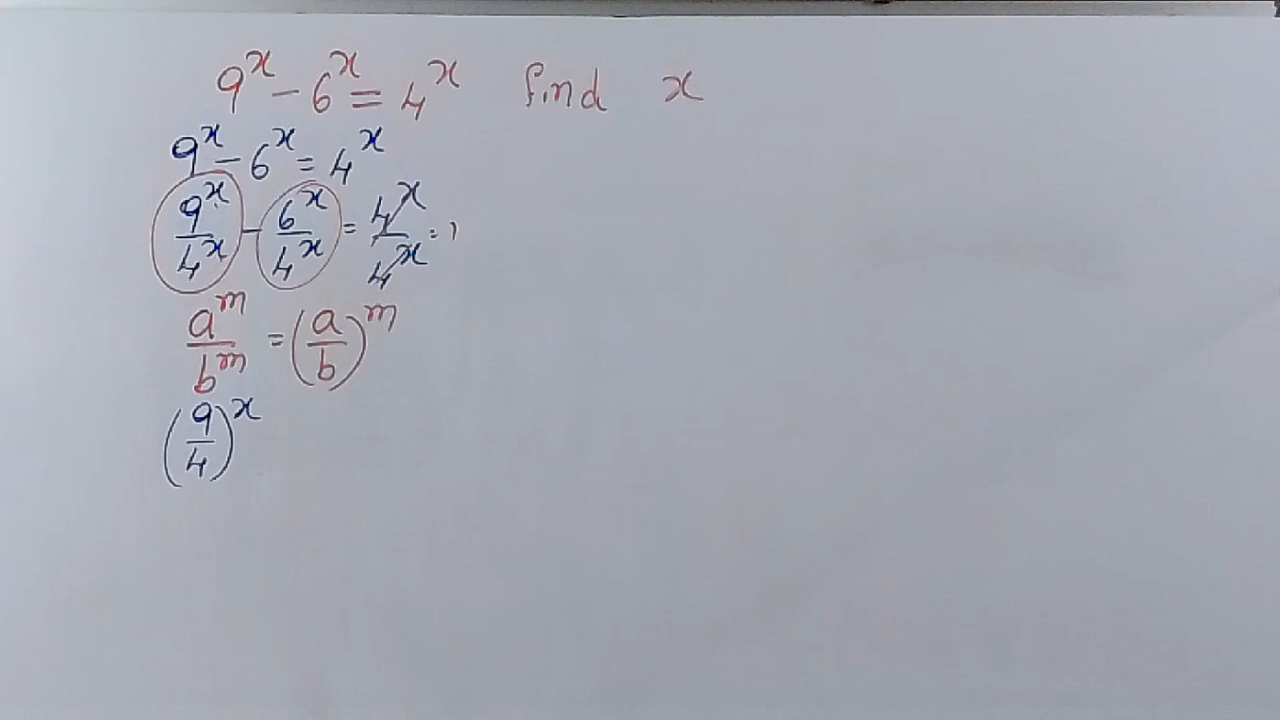 9^x - 6^x = 4^x find x
9^x - 6^x = 4^x
9^x/4^x - 6^x/4^x = 4^x/4^x = 1
a^m/b^m = (a/b)^m
(9/4)^x